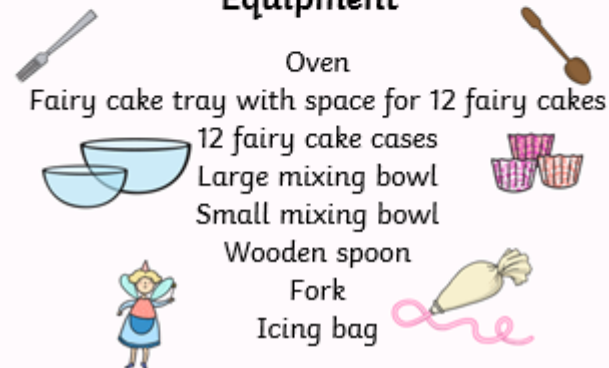 Equipment
Oven
Fairy cake tray with space for 12 fairy cakes
12 fairy cake cases
Large mixing bowl
Small mixing bowl
Wooden spoon
Fork
Icing bag